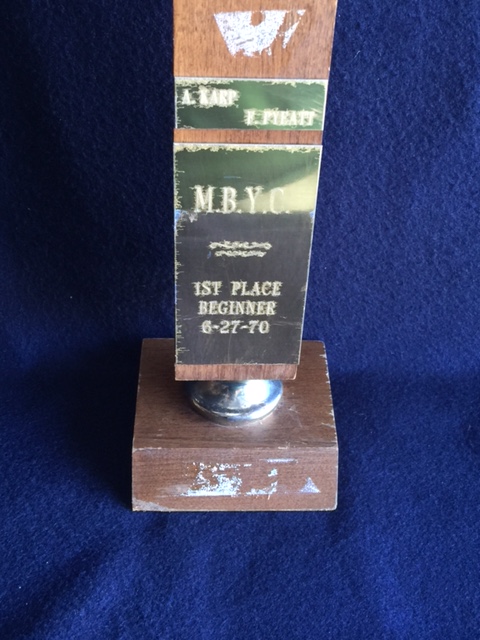 A. KARP
F. PYEATT
M.B.Y.C.
1ST PLACE
BEGINNER
6-27-70